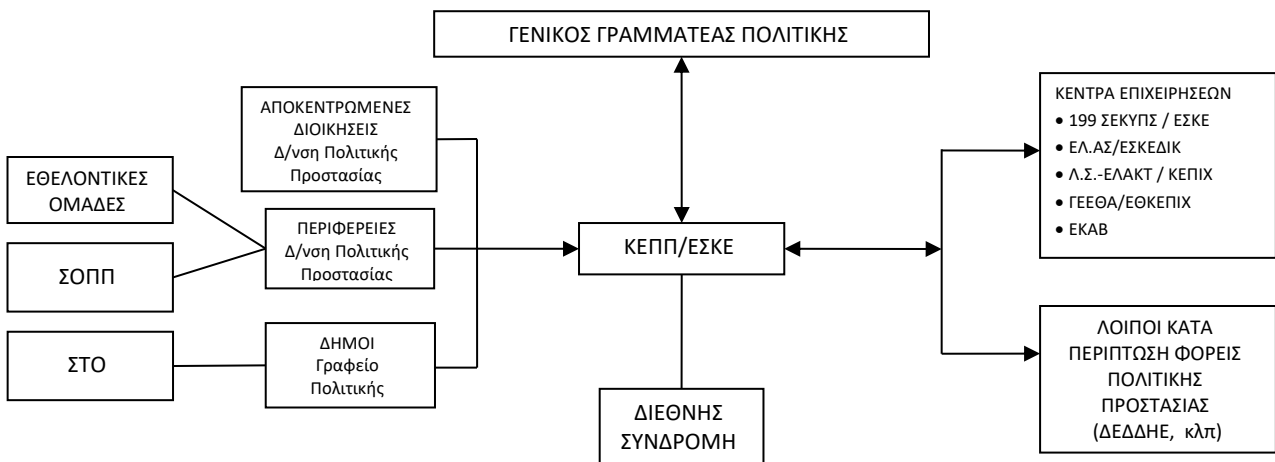 ΓΕΝΙΚΟΣ ΓΡΑΜΜΑΤΕΑΣ ΠΟΛΙΤΙΚΗΣ
ΑΠΟΚΕΝΤΡΩΜΕΝΕΣ
ΔΙΟΙΚΗΣΕΙΣ
Δ/νση Πολιτικής
Προστασίας
ΕΘΕΛΟΝΤΙΚΕΣ
ΟΜΑΔΕΣ
ΣΟΠΠ
ΣΤΟ
ΠΕΡΙΦΕΡΕΙΕΣ
Δ/νση Πολιτικής
Προστασίας
ΔΗΜΟΙ
Γραφείο
Πολιτικής
ΚΕΠΠ/ΕΣΚΕ
ΔΙΕΘΝΗΣ
ΣΥΝΔΡΟΜΗ
ΚΕΝΤΡΑ ΕΠΙΧΕΙΡΗΣΕΩΝ
• 199 ΣΕΚΥΠΣ / ΕΣΚΕ
• ΕΛ.ΑΣ/ΕΣΚΕΔΙΚ
• Λ.Σ.-ΕΛΑΚΤ / ΚΕΠΙΧ
• ΓΕΕΘΑ/ΕΘΚΕΠΙΧ
• ΕΚΑΒ
ΛΟΙΠΟΙ ΚΑΤΑ
ΠΕΡΙΠΤΩΣΗ ΦΟΡΕΙΣ
ΠΟΛΙΤΙΚΗΣ
ΠΡΟΣΤΑΣΙΑΣ
(ΔΕΔΔΗΕ, κλπ)